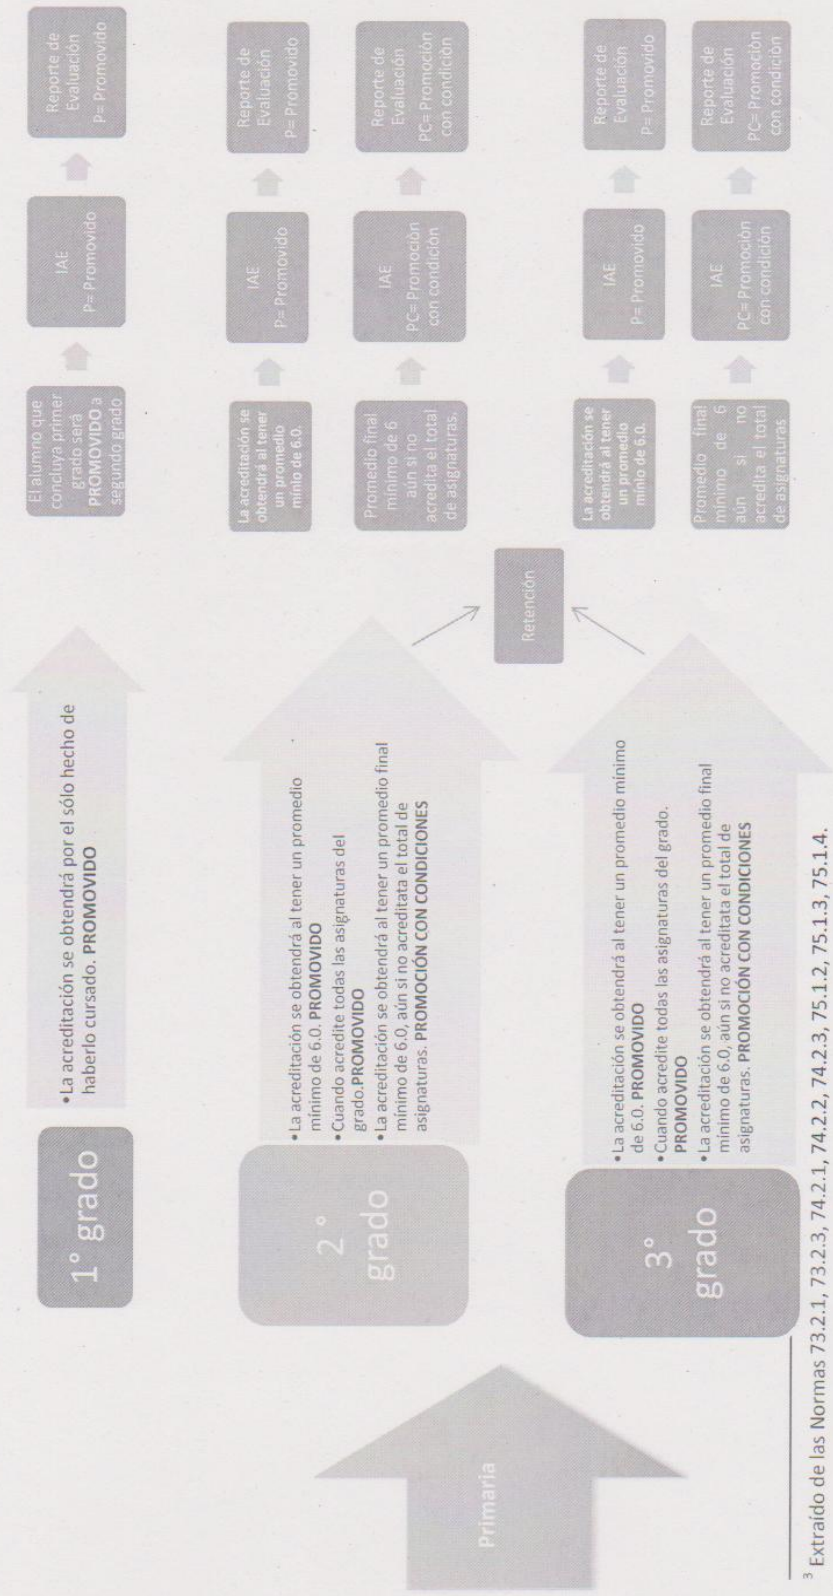 Primaria
1° grado
•La acreditación se obtendrá por el sólo hecho de
haberlo cursado. PROMOVIDO
El alumno que
concluya primer
grado será
PROMOVIDO a
segundo grado
IAE
P= Promovido
Reporte de
Evaluación
P= Promovido
2°
grado
•La acreditación se obtendrá al tener un promedio
mínimo de 6.0. PROMOVIDO
•Cuando acredite todas las asignaturas del
grado.PROMOVIDO
•La acreditación se obtendrá al tener un promedio final
mínimo de 6.0, aún si no acreditata el total de
asignaturas. PROMOCIÓN CON CONDICIONES
La acreditación se
obtendrá al tener
un promedio
mínio de 6.0.
IAE
P= Promovido
Reporte de
Evaluación
P= Promovido
Promedio final
mínimo de 6
aún si no
acredita el total
de asignaturas.
IAE
PC= Promoción
con condición
Reporte de
Evaluación
PC= Promoción
con condición
Retención
3°
grado
•La acreditación se obtendrá al tener un promedio mínimo
de 6.0. PROMOVIDO
•Cuando acredite todas las asignaturas del grado.
PROMOVIDO
•La acreditación se obtendrá al tener un promedio final
mínimo de 6.0, aún si no acreditata el total de
asignaturas. PROMOCIÓN CON CONDICIONES
La acreditación se
obtendrá al tener
un promedio
mínio de 6.0.
IAE
P= Promovido
Reporte de
Evaluación
P= Promovido
Promedio final
mínimo de 6
aún si no
acredita el total
de asignaturas
IAE
PC= Promoción
con condición
Reporte de
Evaluación
PC= Promoción
con condición
³ Extraído de las Normas 73.2.1, 73.2.3, 74.2.1, 74.2.2, 74.2.3, 75.1.2, 75.1.3, 75.1.4.